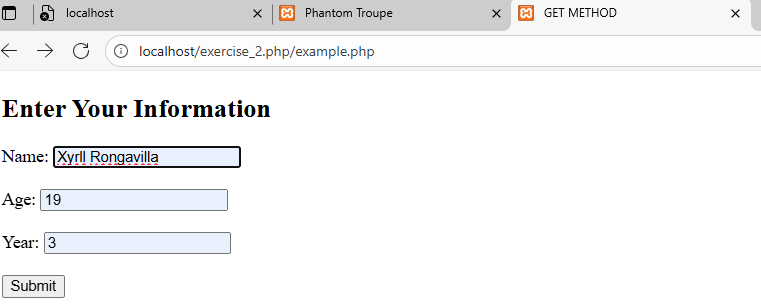 localhost
Phantom Troupe
GET METHOD
localhost/exercise_2.php/example.php
Enter Your Information
Name: Xyrll Rongavilla
Age: 19
Year: 3
Submit